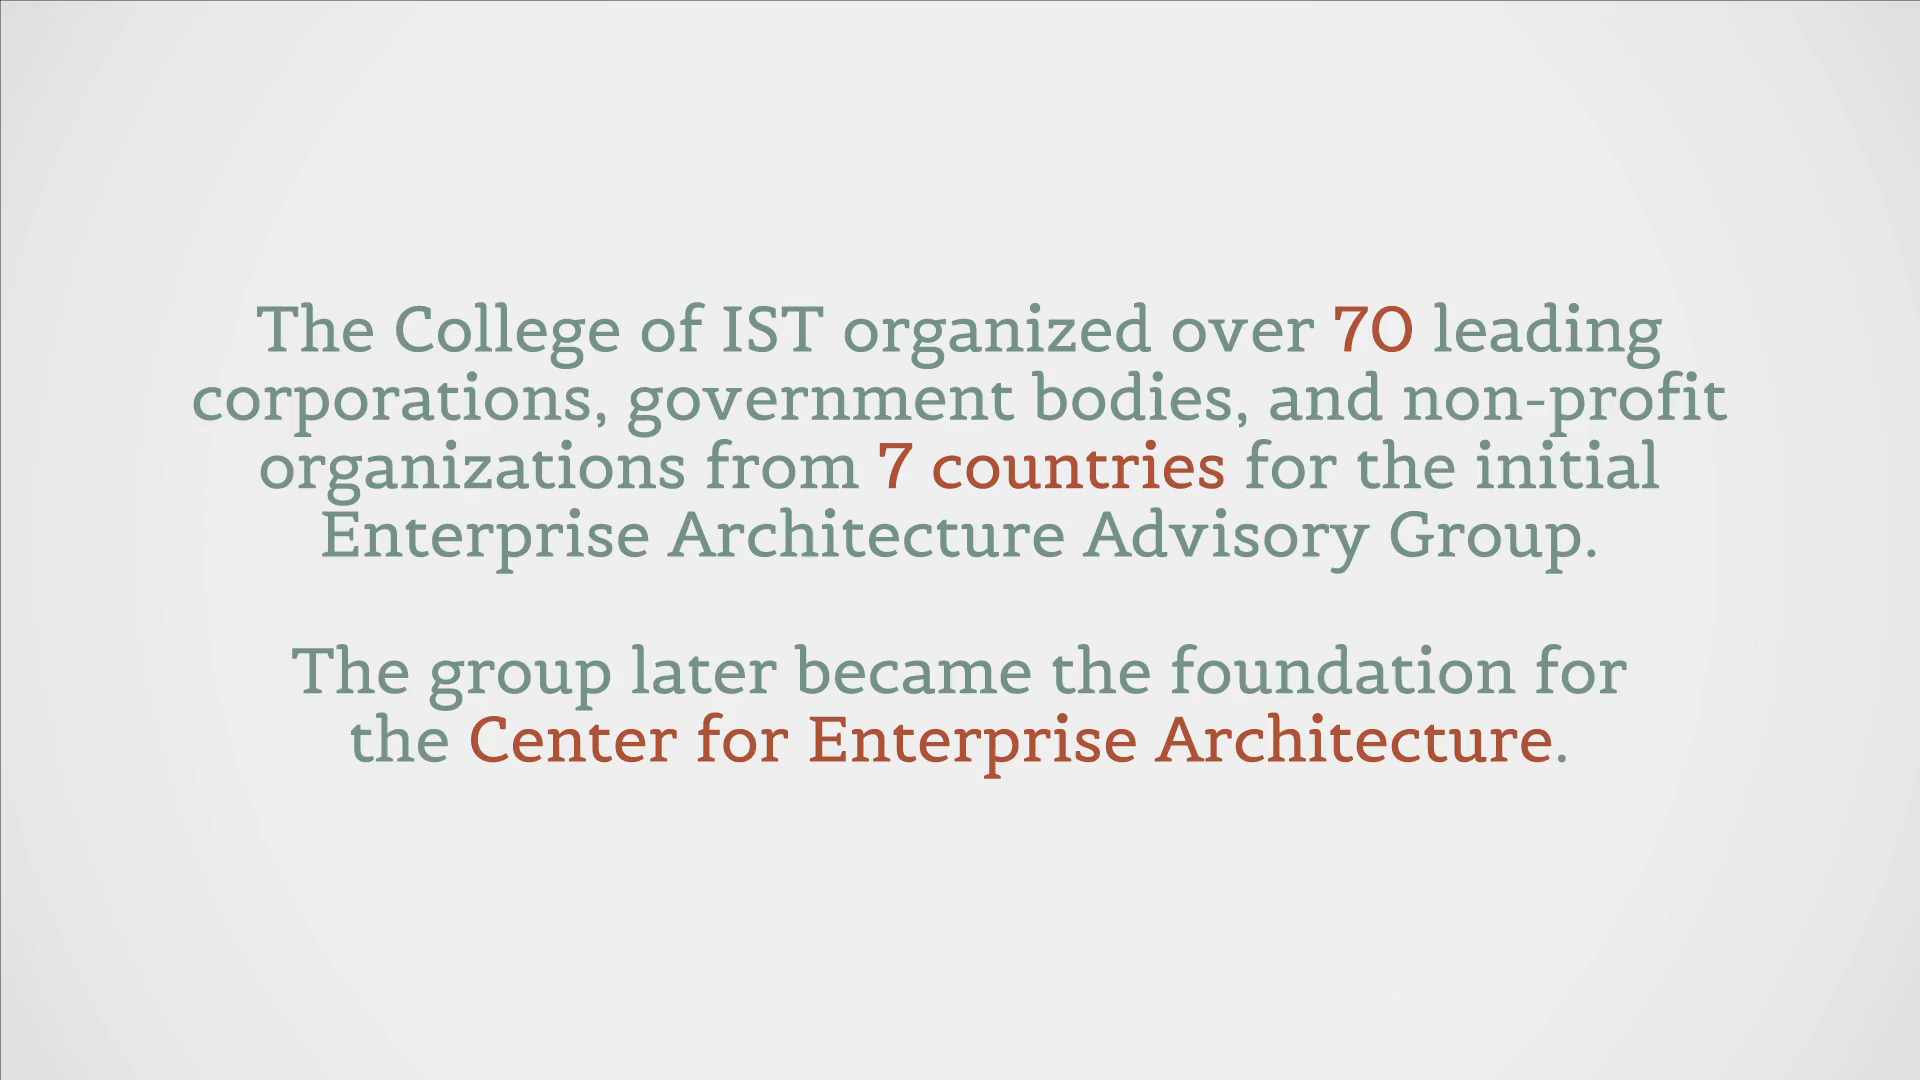 The College of IST organized over 70 leading
corporations, government bodies, and non-profit
organizations from 7 countries for the initial
Enterprise Architecture Advisory Group.
The group later became the foundation for
the Center for Enterprise Architecture.